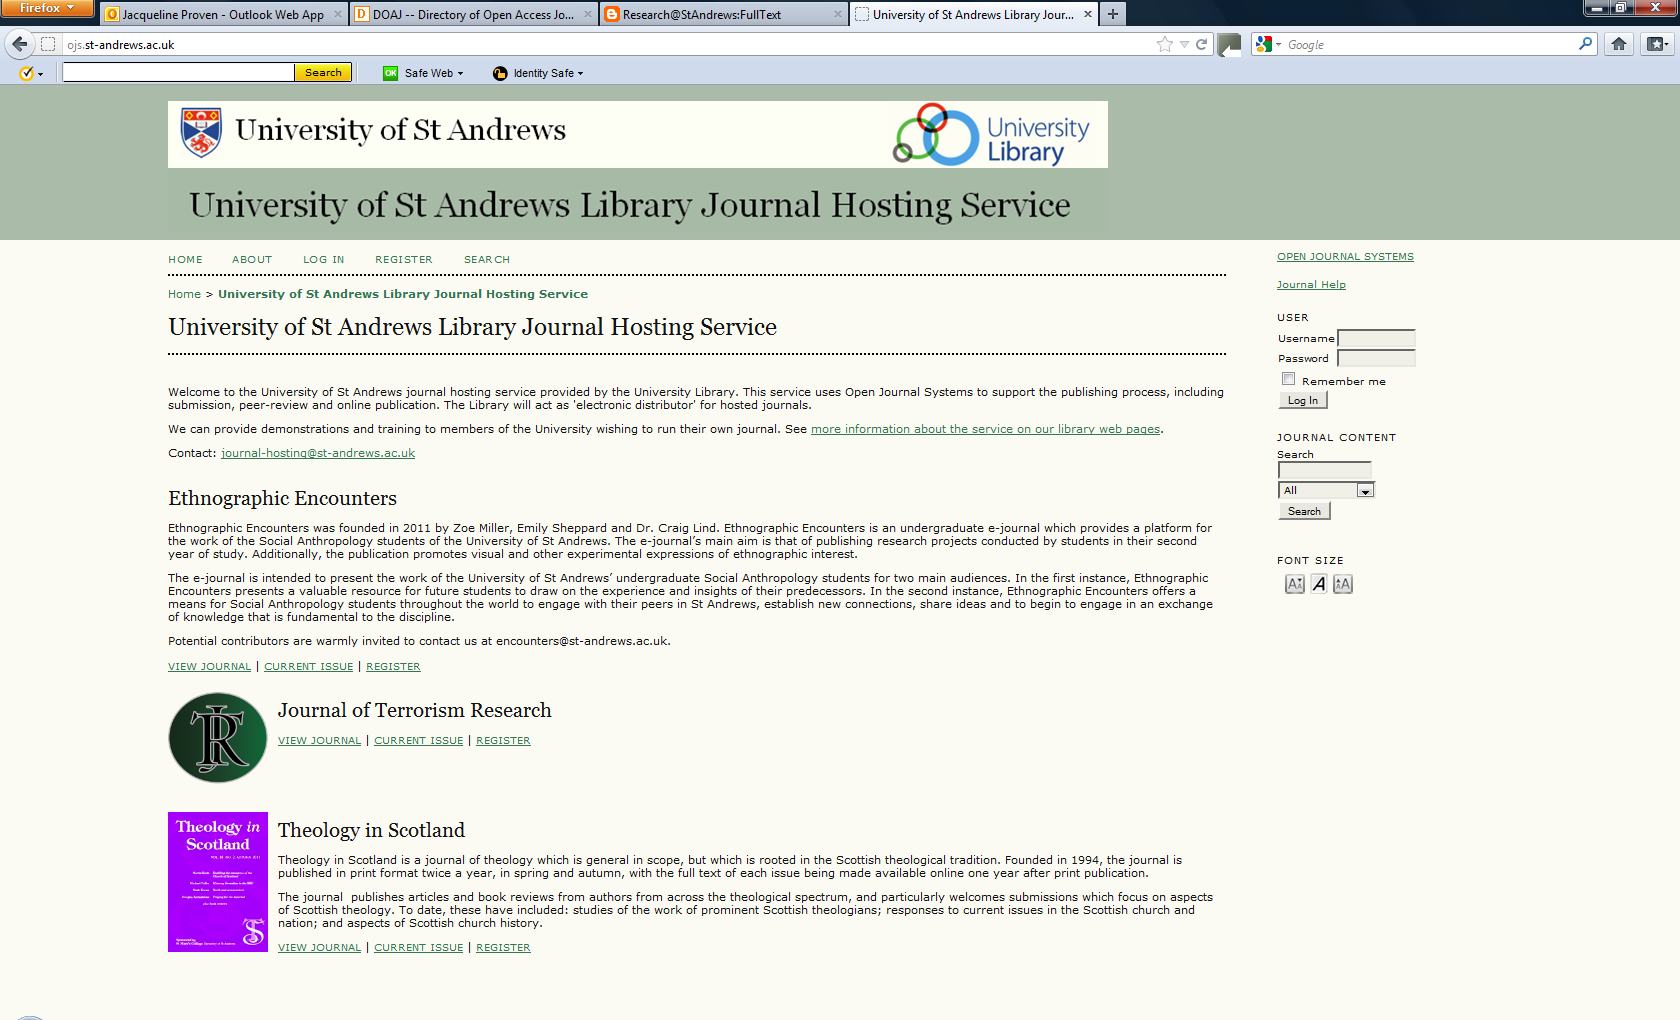 Firefox
Jacqueline Proven - Outlook Web App
DOAJ -- Directory of Open Access Jo...
Research@StAndrews:FullText
University of St Andrews Library Jour...
ojs.st-andrews.ac.uk
Google
Search
OK
Safe Web
Identity Safe
University of St Andrews
University
Library
University of St Andrews Library Journal Hosting Service
HOME ABOUT LOG IN REGISTER SEARCH
Home > University of St Andrews Library Journal Hosting Service
University of St Andrews Library Journal Hosting Service
Welcome to the University of St Andrews journal hosting service provided by the University Library. This service uses Open Journal Systems to support the publishing process, including
submission, peer-review and online publication. The Library will act as 'electronic distributor' for hosted journals.
We can provide demonstrations and training to members of the University wishing to run their own journal. See more information about the service on our library web pages.
Contact: journal-hosting@st-andrews.ac.uk
Ethnographic Encounters
Ethnographic Encounters was founded in 2011 by Zoe Miller, Emily Sheppard and Dr. Craig Lind. Ethnographic Encounters is an undergraduate e-journal which provides a platform for
the work of the Social Anthropology students of the University of St Andrews. The e-journal’s main aim is that of publishing research projects conducted by students in their second
year of study. Additionally, the publication promotes visual and other experimental expressions of ethnographic interest.
The e-journal is intended to present the work of the University of St Andrews’ undergraduate Social Anthropology students for two main audiences. In the first instance, Ethnographic
Encounters presents a valuable resource for future students to draw on the experience and insights of their predecessors. In the second instance, Ethnographic Encounters offers a
means for Social Anthropology students throughout the world to engage with their peers in St Andrews, establish new connections, share ideas and to begin to engage in an exchange
of knowledge that is fundamental to the discipline.
Potential contributors are warmly invited to contact us at encounters@st-andrews.ac.uk.
VIEW JOURNAL | CURRENT ISSUE | REGISTER
Journal of Terrorism Research
VIEW JOURNAL | CURRENT ISSUE | REGISTER
Theology in
Scotland
Theology in Scotland
Theology in Scotland is a journal of theology which is general in scope, but which is rooted in the Scottish theological tradition. Founded in 1994, the journal is
published in print format twice a year, in spring and autumn, with the full text of each issue being made available online one year after print publication.
The journal publishes articles and book reviews from authors from across the theological spectrum, and particularly welcomes submissions which focus on aspects
of Scottish theology. To date, these have included: studies of the work of prominent Scottish theologians; responses to current issues in the Scottish church and
nation; and aspects of Scottish church history.
VIEW JOURNAL | CURRENT ISSUE | REGISTER
OPEN JOURNAL SYSTEMS
Journal Help
USER
Username
Password
Remember me
Log In
JOURNAL CONTENT
Search
All
Search
FONT SIZE